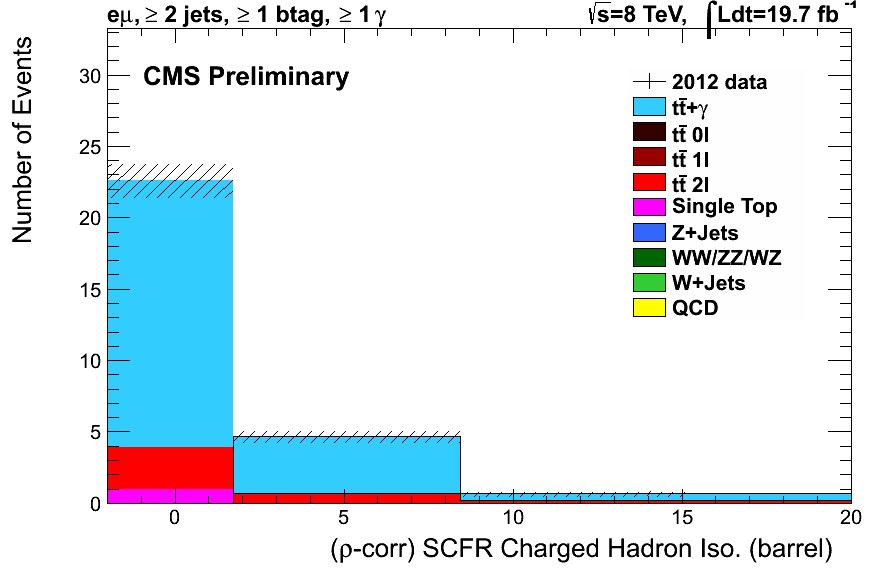 eμ, ≥ 2 jets, ≥ 1 btag, ≥ 1 γ
√s=8 TeV, ∫Ldt=19.7 fb⁻¹
CMS Preliminary
2012 data
tt̄+γ
tt̄ 0l
tt̄ 1l
tt̄ 2l
Single Top
Z+Jets
WW/ZZ/WZ
W+Jets
QCD
Number of Events
30
25
20
15
10
5
0
0 5 10 15 20
(ρ-corr) SCFR Charged Hadron Iso. (barrel)